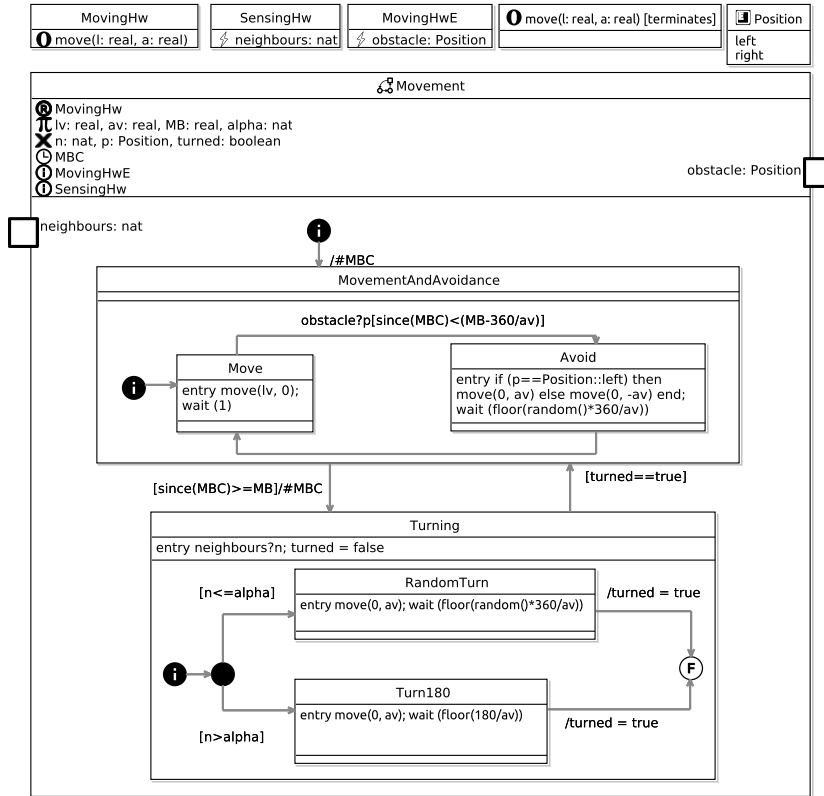 MovingHw
O move(l: real, a: real)
SensingHw
neighbours: nat
MovingHwE
obstacle: Position
O move(l: real, a: real) [terminates]
Position
left
right
Movement
R MovingHw
π lv: real, av: real, MB: real, alpha: nat
X n: nat, p: Position, turned: boolean
MBC
i MovingHwE
i SensingHw
obstacle: Position
neighbours: nat
i
/#MBC
MovementAndAvoidance
obstacle?p[since(MBC)<(MB-360/av)]
i
Move
entry move(lv, 0);
wait (1)
Avoid
entry if (p==Position::left) then
move(0, av) else move(0, -av) end;
wait (floor(random()*360/av))
[since(MBC)>=MB]/#MBC
[turned==true]
Turning
entry neighbours?n; turned = false
[n<=alpha]
RandomTurn
entry move(0, av); wait (floor(random()*360/av))
/turned = true
i
F
Turn180
entry move(0, av); wait (floor(180/av))
[n>alpha]
/turned = true